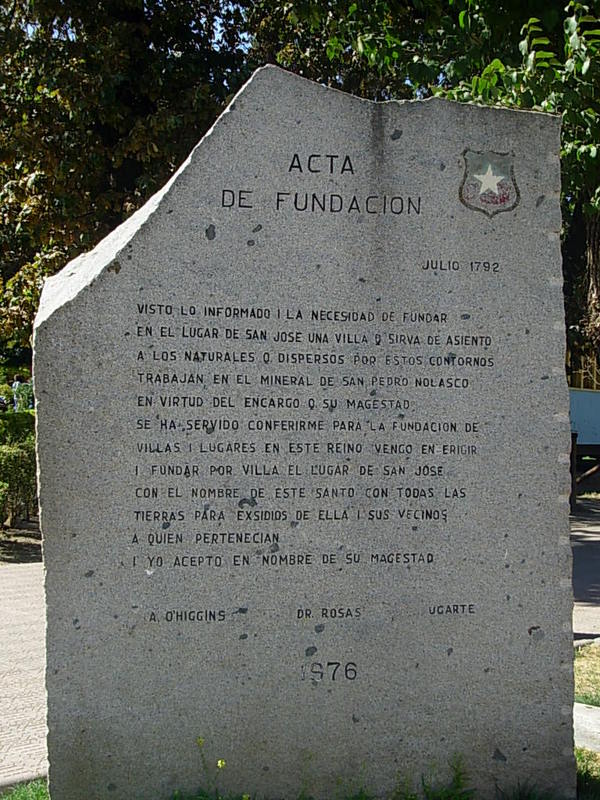 ACTA
DE FUNDACION
JULIO 1792
VISTO LO INFORMADO I LA NECESIDAD DE FUNDAR
EN EL LUGAR DE SAN JOSE UNA VILLA Q SIRVA DE ASIENTO
A LOS NATURALES Q DISPERSOS POR ESTOS CONTORNOS
TRABAJAN EN EL MINERAL DE SAN PEDRO NOLASCO
EN VIRTUD DEL ENCARGO Q SU MAGESTAD
SE HA SERVIDO CONFERIRME PARA LA FUNDACION DE
VILLAS I LUGARES EN ESTE REINO VENGO EN ERIGIR
I FUNDAR POR VILLA EL LUGAR DE SAN JOSE
CON EL NOMBRE DE ESTE SANTO CON TODAS LAS
TIERRAS PARA EXSIDIOS DE ELLA I SUS VECINOS
A QUIEN PERTENECIAN
I YO ACEPTO EN NOMBRE DE SU MAGESTAD
A. O'HIGGINS DR. ROSAS UGARTE
1976